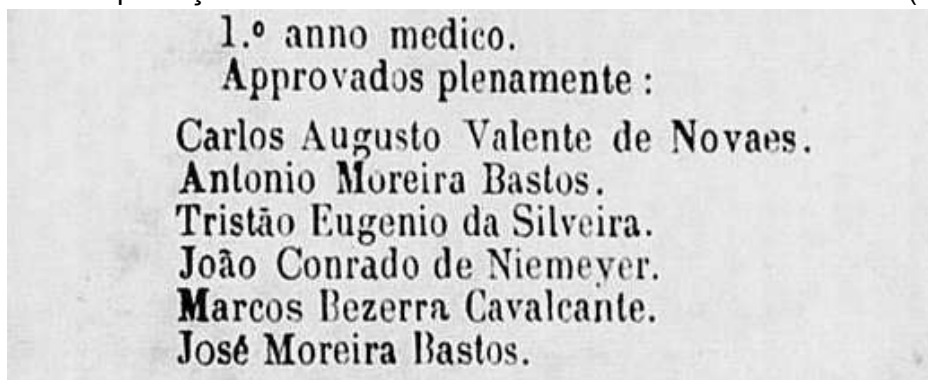 1.º anno medico.
Approvados plenamente :
Carlos Augusto Valente de Novaes.
Antonio Moreira Bastos.
Tristão Eugenio da Silveira.
João Conrado de Niemeyer.
Marcos Bezerra Cavalcante.
José Moreira Bastos.